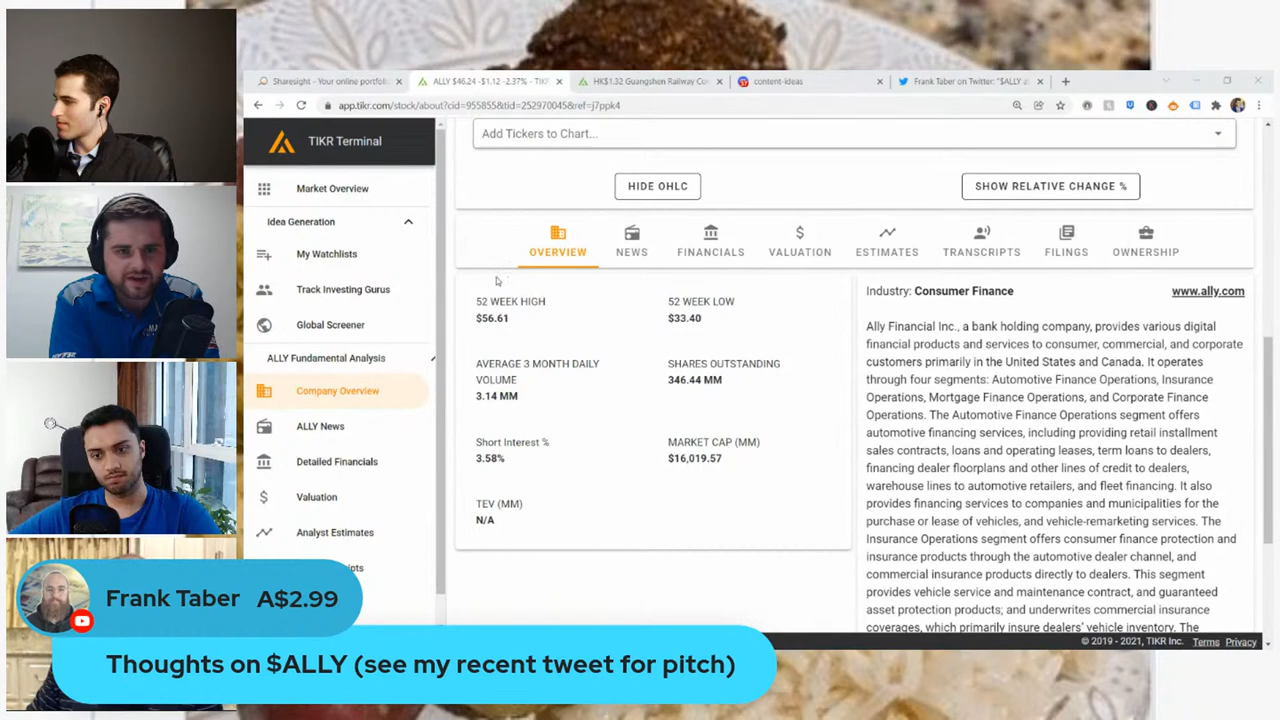 Sharesight - Your online portfoli
ALLY $46.24 -$1.12 -2.37% - TIK
HK$1.32 Guangshen Railway Co
content-ideas
Frank Taber on Twitter: "$ALLY a
app.tikr.com/stock/about?cid=955855&tid=252970045&ref=j7ppk4
TIKR Terminal
Market Overview
Idea Generation
My Watchlists
Track Investing Gurus
Global Screener
ALLY Fundamental Analysis
Company Overview
ALLY News
Detailed Financials
Valuation
Analyst Estimates
Add Tickers to Chart...
HIDE OHLC
SHOW RELATIVE CHANGE %
OVERVIEW
NEWS
FINANCIALS
VALUATION
ESTIMATES
TRANSCRIPTS
FILINGS
OWNERSHIP
52 WEEK HIGH
$56.61
52 WEEK LOW
$33.40
AVERAGE 3 MONTH DAILY
VOLUME
3.14 MM
SHARES OUTSTANDING
346.44 MM
Short Interest %
3.58%
MARKET CAP (MM)
$16,019.57
TEV (MM)
N/A
Industry: Consumer Finance
www.ally.com
Ally Financial Inc., a bank holding company, provides various digital
financial products and services to consumer, commercial, and corporate
customers primarily in the United States and Canada. It operates
through four segments: Automotive Finance Operations, Insurance
Operations, Mortgage Finance Operations, and Corporate Finance
Operations. The Automotive Finance Operations segment offers
automotive financing services, including providing retail installment
sales contracts, loans and operating leases, term loans to dealers,
financing dealer floorplans and other lines of credit to dealers,
warehouse lines to automotive retailers, and fleet financing. It also
provides financing services to companies and municipalities for the
purchase or lease of vehicles, and vehicle-remarketing services. The
Insurance Operations segment offers consumer finance protection and
insurance products through the automotive dealer channel, and
commercial insurance products directly to dealers. This segment
provides vehicle service and maintenance contract, and guaranteed
asset protection products; and underwrites commercial insurance
coverages, which primarily insure dealers' vehicle inventory. The
© 2019 - 2021, TIKR Inc. Terms Privacy
Frank Taber A$2.99
Thoughts on $ALLY (see my recent tweet for pitch)